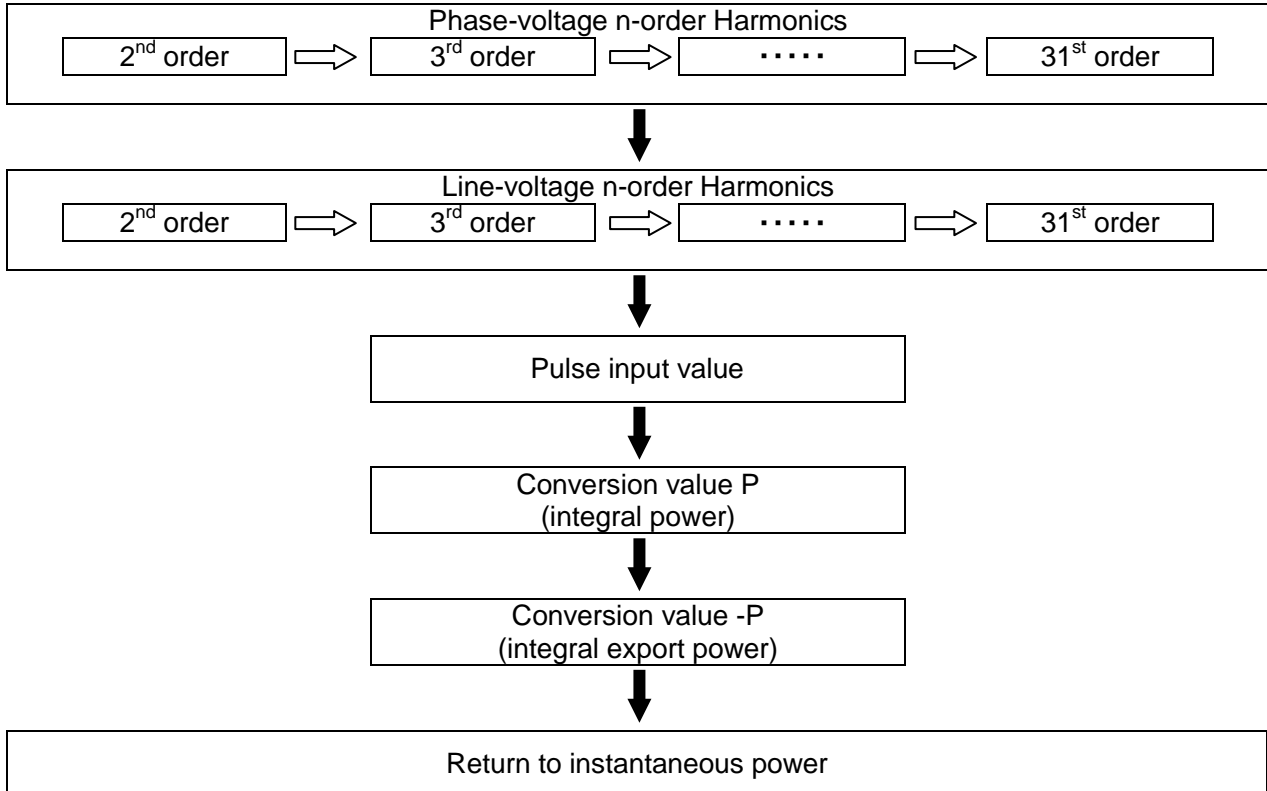 Phase-voltage n-order Harmonics
2nd order 3rd order ..... 31st order
Line-voltage n-order Harmonics
2nd order 3rd order ..... 31st order
Pulse input value
Conversion value P
(integral power)
Conversion value -P
(integral export power)
Return to instantaneous power